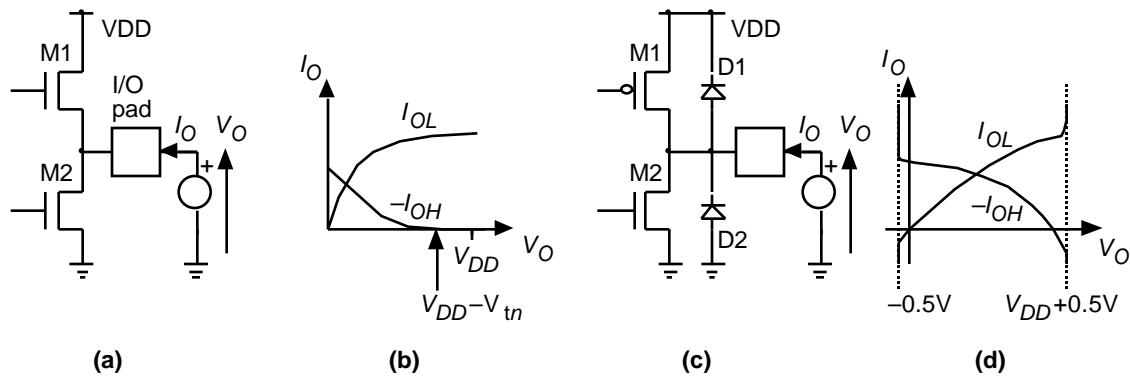 VDD
M1
I/O
pad
I_O
V_O
+
M2
(a)
I_O
I_OL
–I_OH
V_DD
V_O
V_DD–V_tn
(b)
VDD
M1
D1
I_O
V_O
+
M2
D2
(c)
I_O
I_OL
–I_OH
V_O
–0.5V
V_DD+0.5V
(d)